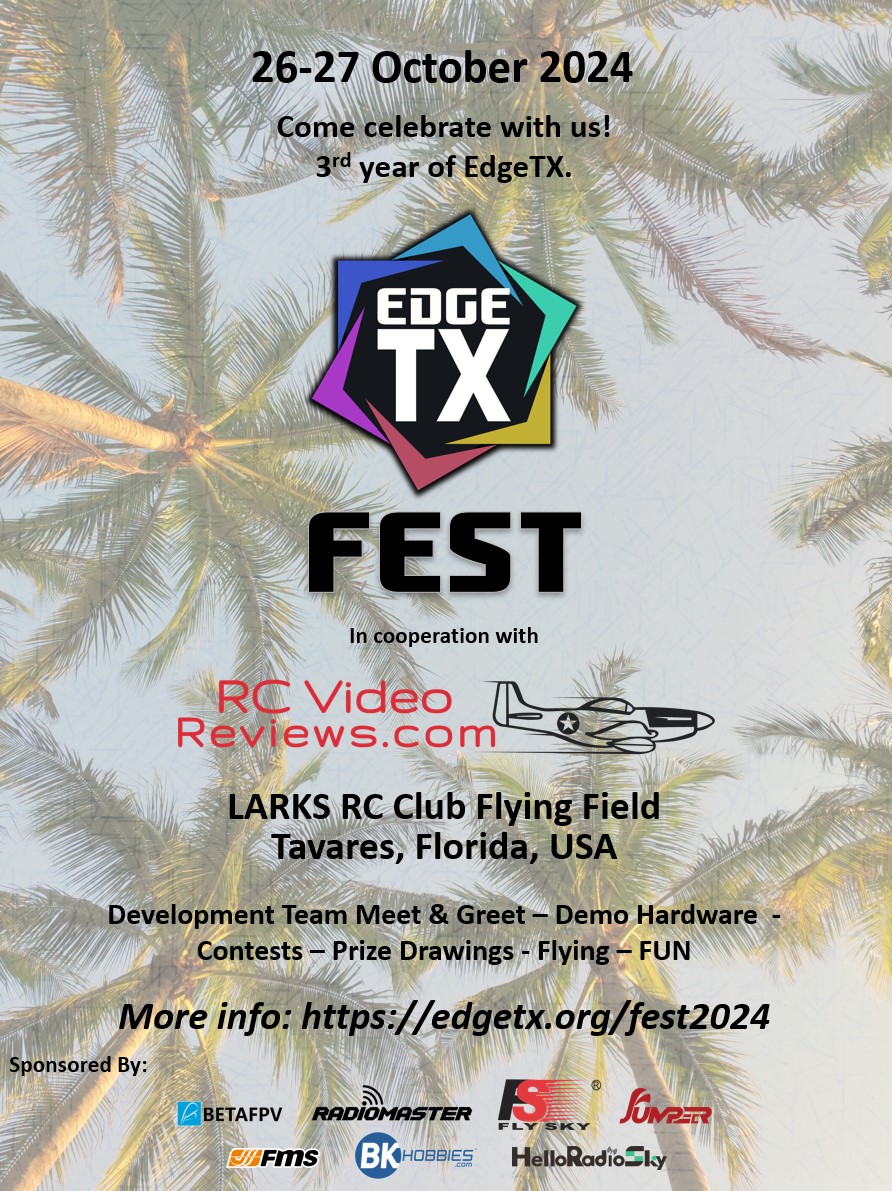 26-27 October 2024
Come celebrate with us!
3rd year of EdgeTX.
EDGE
TX
FEST
In cooperation with
RC Video
Reviews.com
LARKS RC Club Flying Field
Tavares, Florida, USA
Development Team Meet & Greet – Demo Hardware -
Contests – Prize Drawings - Flying – FUN
More info: https://edgetx.org/fest2024
Sponsored By:
BETAFPV RADIOMASTER FS FLY SKY ® JUMPER
FMS BK HOBBIES .com HelloRadioSky